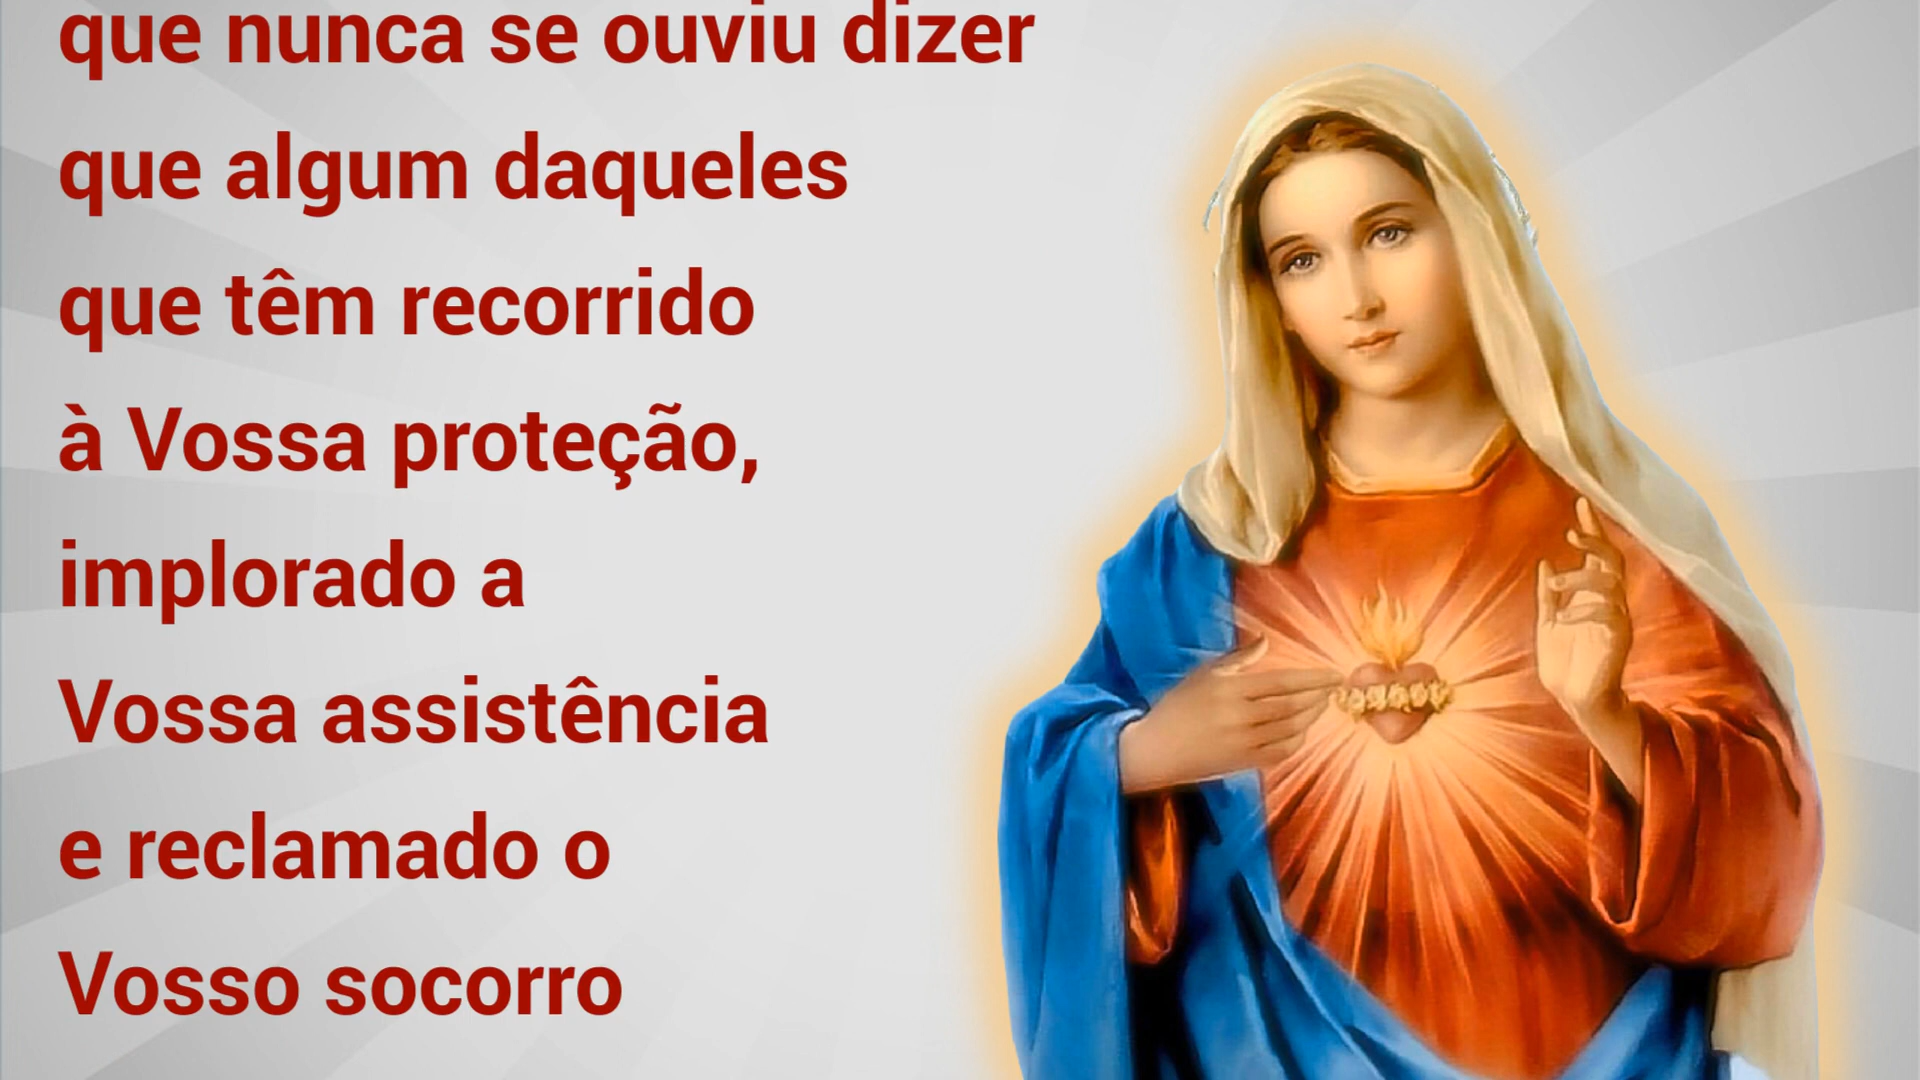 que nunca se ouviu dizer
que algum daqueles
que têm recorrido
à Vossa proteção,
implorado a
Vossa assistência
e reclamado o
Vosso socorro